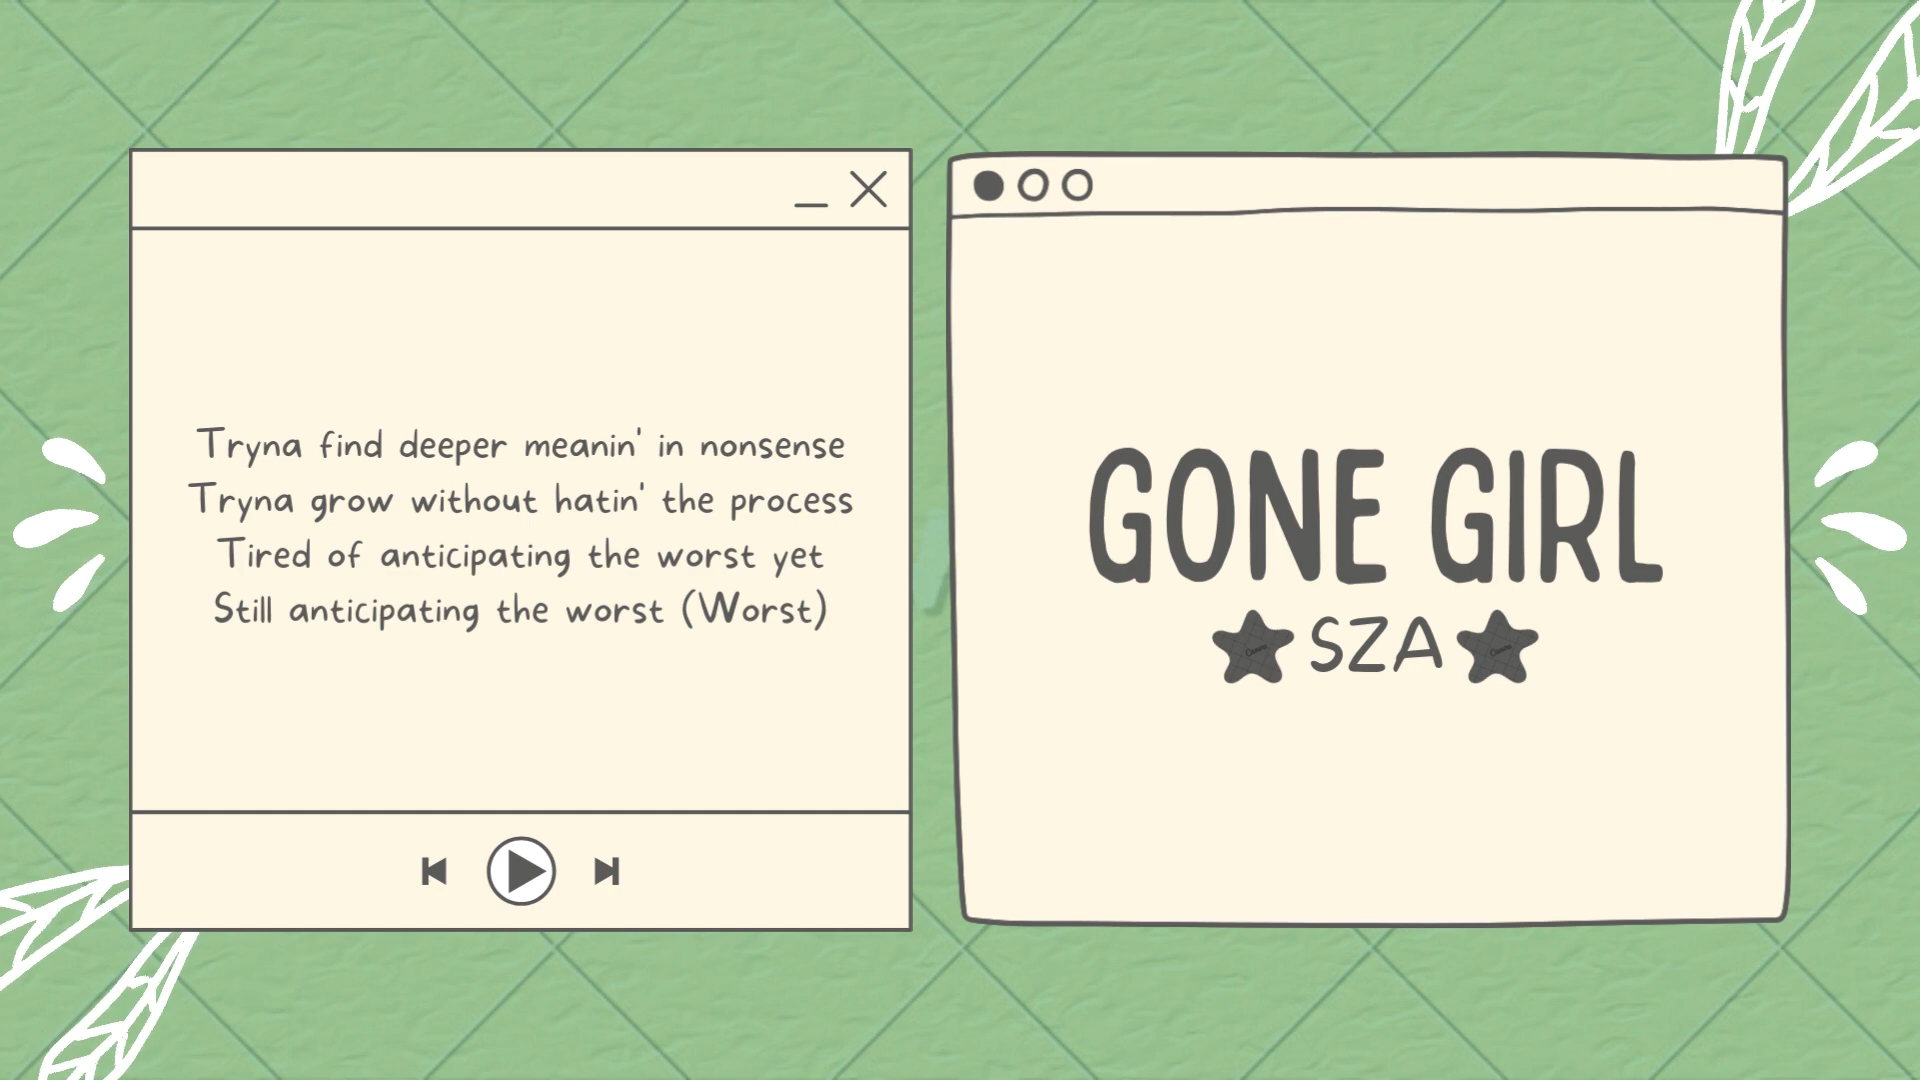 Tryna find deeper meanin' in nonsense
Tryna grow without hatin' the process
Tired of anticipating the worst yet
Still anticipating the worst (Worst)
GONE GIRL
SZA